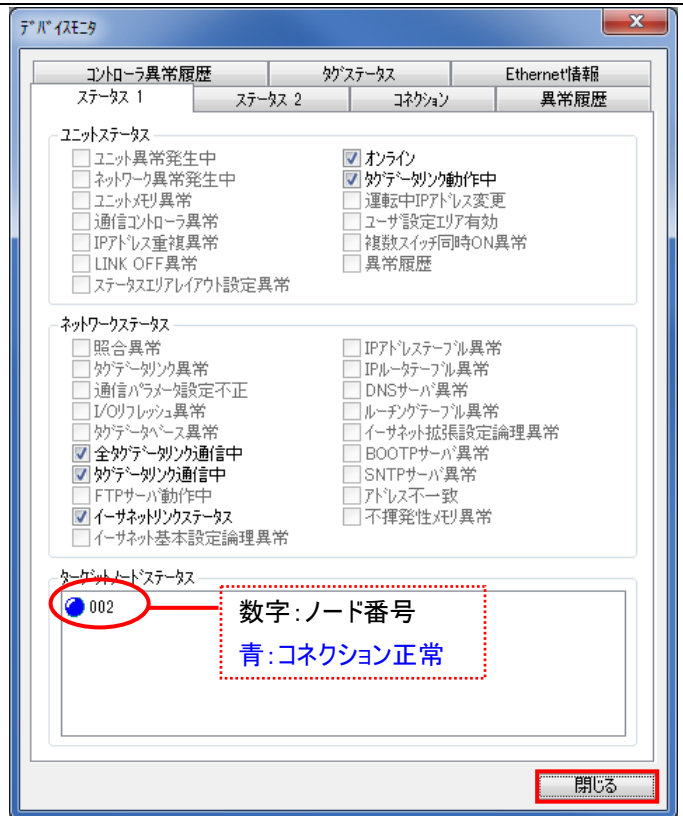 ﾃﾞﾊﾞｲｽﾓﾆﾀ
コントローラ異常履歴
ﾀｸﾞｽﾃｰﾀｽ
Ethernet情報
ｽﾃｰﾀｽ 1
ｽﾃｰﾀｽ 2
ｺﾈｸｼｮﾝ
異常履歴
ﾕﾆｯﾄｽﾃｰﾀｽ
ﾕﾆｯﾄ異常発生中
ﾈｯﾄﾜｰｸ異常発生中
ﾕﾆｯﾄﾒﾓﾘ異常
通信ｺﾝﾄﾛｰﾗ異常
IPｱﾄﾞﾚｽ重複異常
LINK OFF異常
ｽﾃｰﾀｽｴﾘｱﾚｲｱｳﾄ設定異常
オンライン
ﾀｸﾞﾃﾞｰﾀﾘﾝｸ動作中
運転中IPｱﾄﾞﾚｽ変更
ﾕｰｻﾞ設定ｴﾘｱ有効
複数ｽｲｯﾁ同時ON異常
異常履歴
ﾈｯﾄﾜｰｸｽﾃｰﾀｽ
照合異常
ﾀｸﾞﾃﾞｰﾀﾘﾝｸ異常
通信ﾊﾟﾗﾒｰﾀ設定不正
I/Oﾘﾌﾚｯｼｭ異常
ﾀｸﾞﾃﾞｰﾀﾍﾞｰｽ異常
全ﾀｸﾞﾃﾞｰﾀﾘﾝｸ通信中
ﾀｸﾞﾃﾞｰﾀﾘﾝｸ通信中
FTPｻｰﾊﾞ動作中
ｲｰｻﾈｯﾄﾘﾝｸｽﾃｰﾀｽ
ｲｰｻﾈｯﾄ基本設定論理異常
IPｱﾄﾞﾚｽﾃｰﾌﾞﾙ異常
IPﾙｰﾀﾃｰﾌﾞﾙ異常
DNSｻｰﾊﾞ異常
ﾙｰﾁﾝｸﾞﾃｰﾌﾞﾙ異常
ｲｰｻﾈｯﾄ拡張設定論理異常
BOOTPｻｰﾊﾞ異常
SNTPｻｰﾊﾞ異常
ｱﾄﾞﾚｽ不一致
不揮発性ﾒﾓﾘ異常
ﾀｰｹﾞｯﾄﾉｰﾄﾞｽﾃｰﾀｽ
002
数字：ノード番号
青：コネクション正常
閉じる